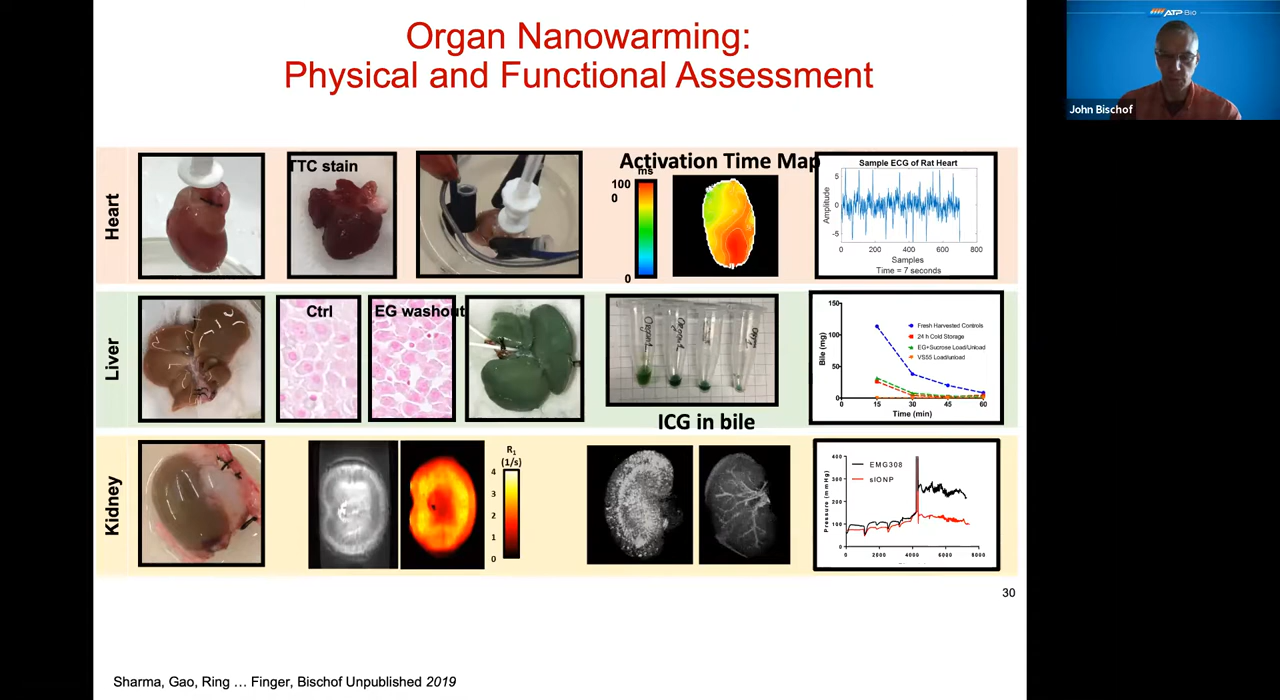 Organ Nanowarming:
Physical and Functional Assessment
ATP Bio
John Bischof
Heart
TTC stain
Activation Time Map
ms
100
0
0
Sample ECG of Rat Heart
Amplitude
5
0
-5
0 200 400 600 800
Samples
Time = 7 seconds
Liver
Ctrl
EG washout
ICG in bile
Bile (mg)
150
100
50
0
Fresh Harvested Controls
24 h Cold Storage
EG+Sucrose Load/Unload
VS55 Load/unload
0 15 30 45 60
Time (min)
Kidney
R1
(1/s)
4
3
2
1
0
Pressure (mmHg)
400
300
200
100
0
EMG308
sIONP
0 2000 4000 6000 8000
30
Sharma, Gao, Ring … Finger, Bischof Unpublished 2019